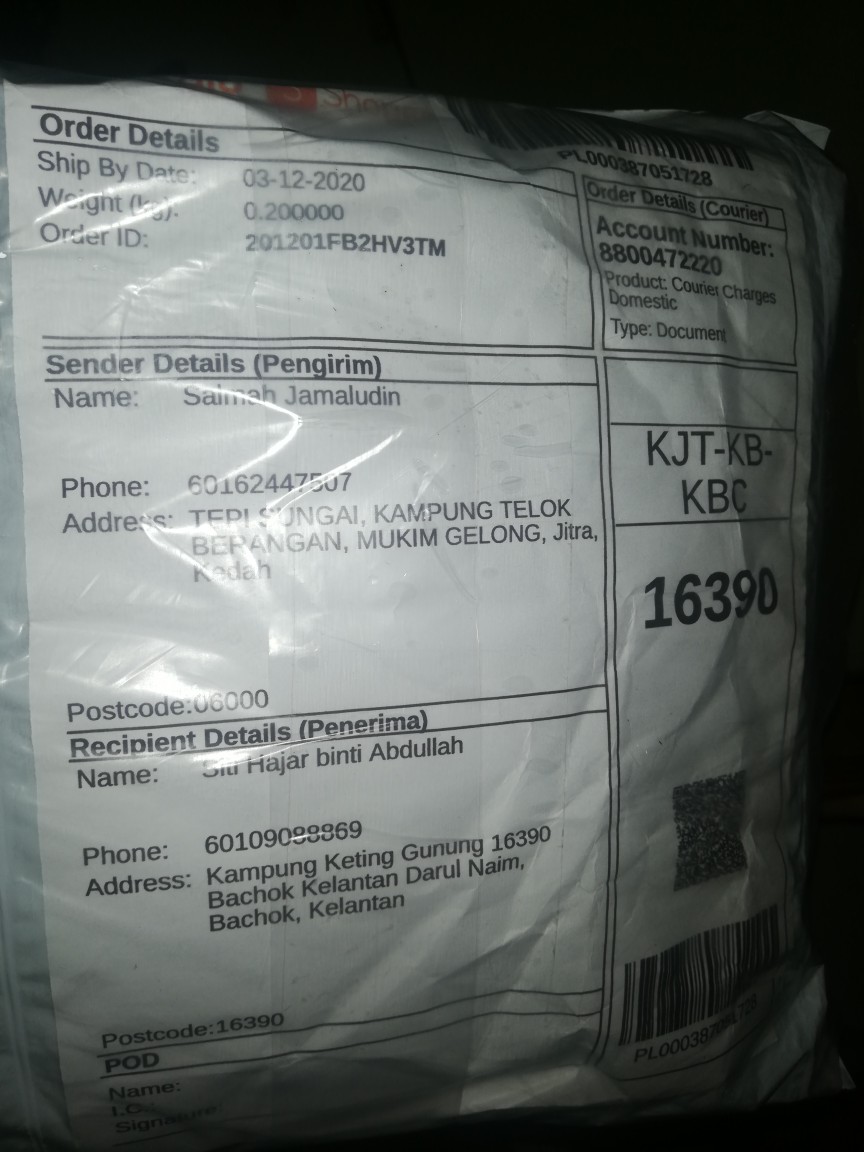 Order Details
Ship By Date: 03-12-2020
Weight (kg): 0.200000
Order ID: 201201FB2HV3TM
PL000387051728
Order Details (Courier)
Account Number:
8800472220
Product: Courier Charges
Domestic
Type: Document
Sender Details (Pengirim)
Name: Salmah Jamaludin
Phone: 60162447507
Address: TEPI SUNGAI, KAMPUNG TELOK
BERANGAN, MUKIM GELONG, Jitra,
Kedah
Postcode:06000
KJT-KB-
KBC
16390
Recipient Details (Penerima)
Name: Siti Hajar binti Abdullah
Phone: 60109088869
Address: Kampung Keting Gunung 16390
Bachok Kelantan Darul Naim,
Bachok, Kelantan
Postcode:16390
PL000387051728
POD
Name:
I.C.:
Signature: